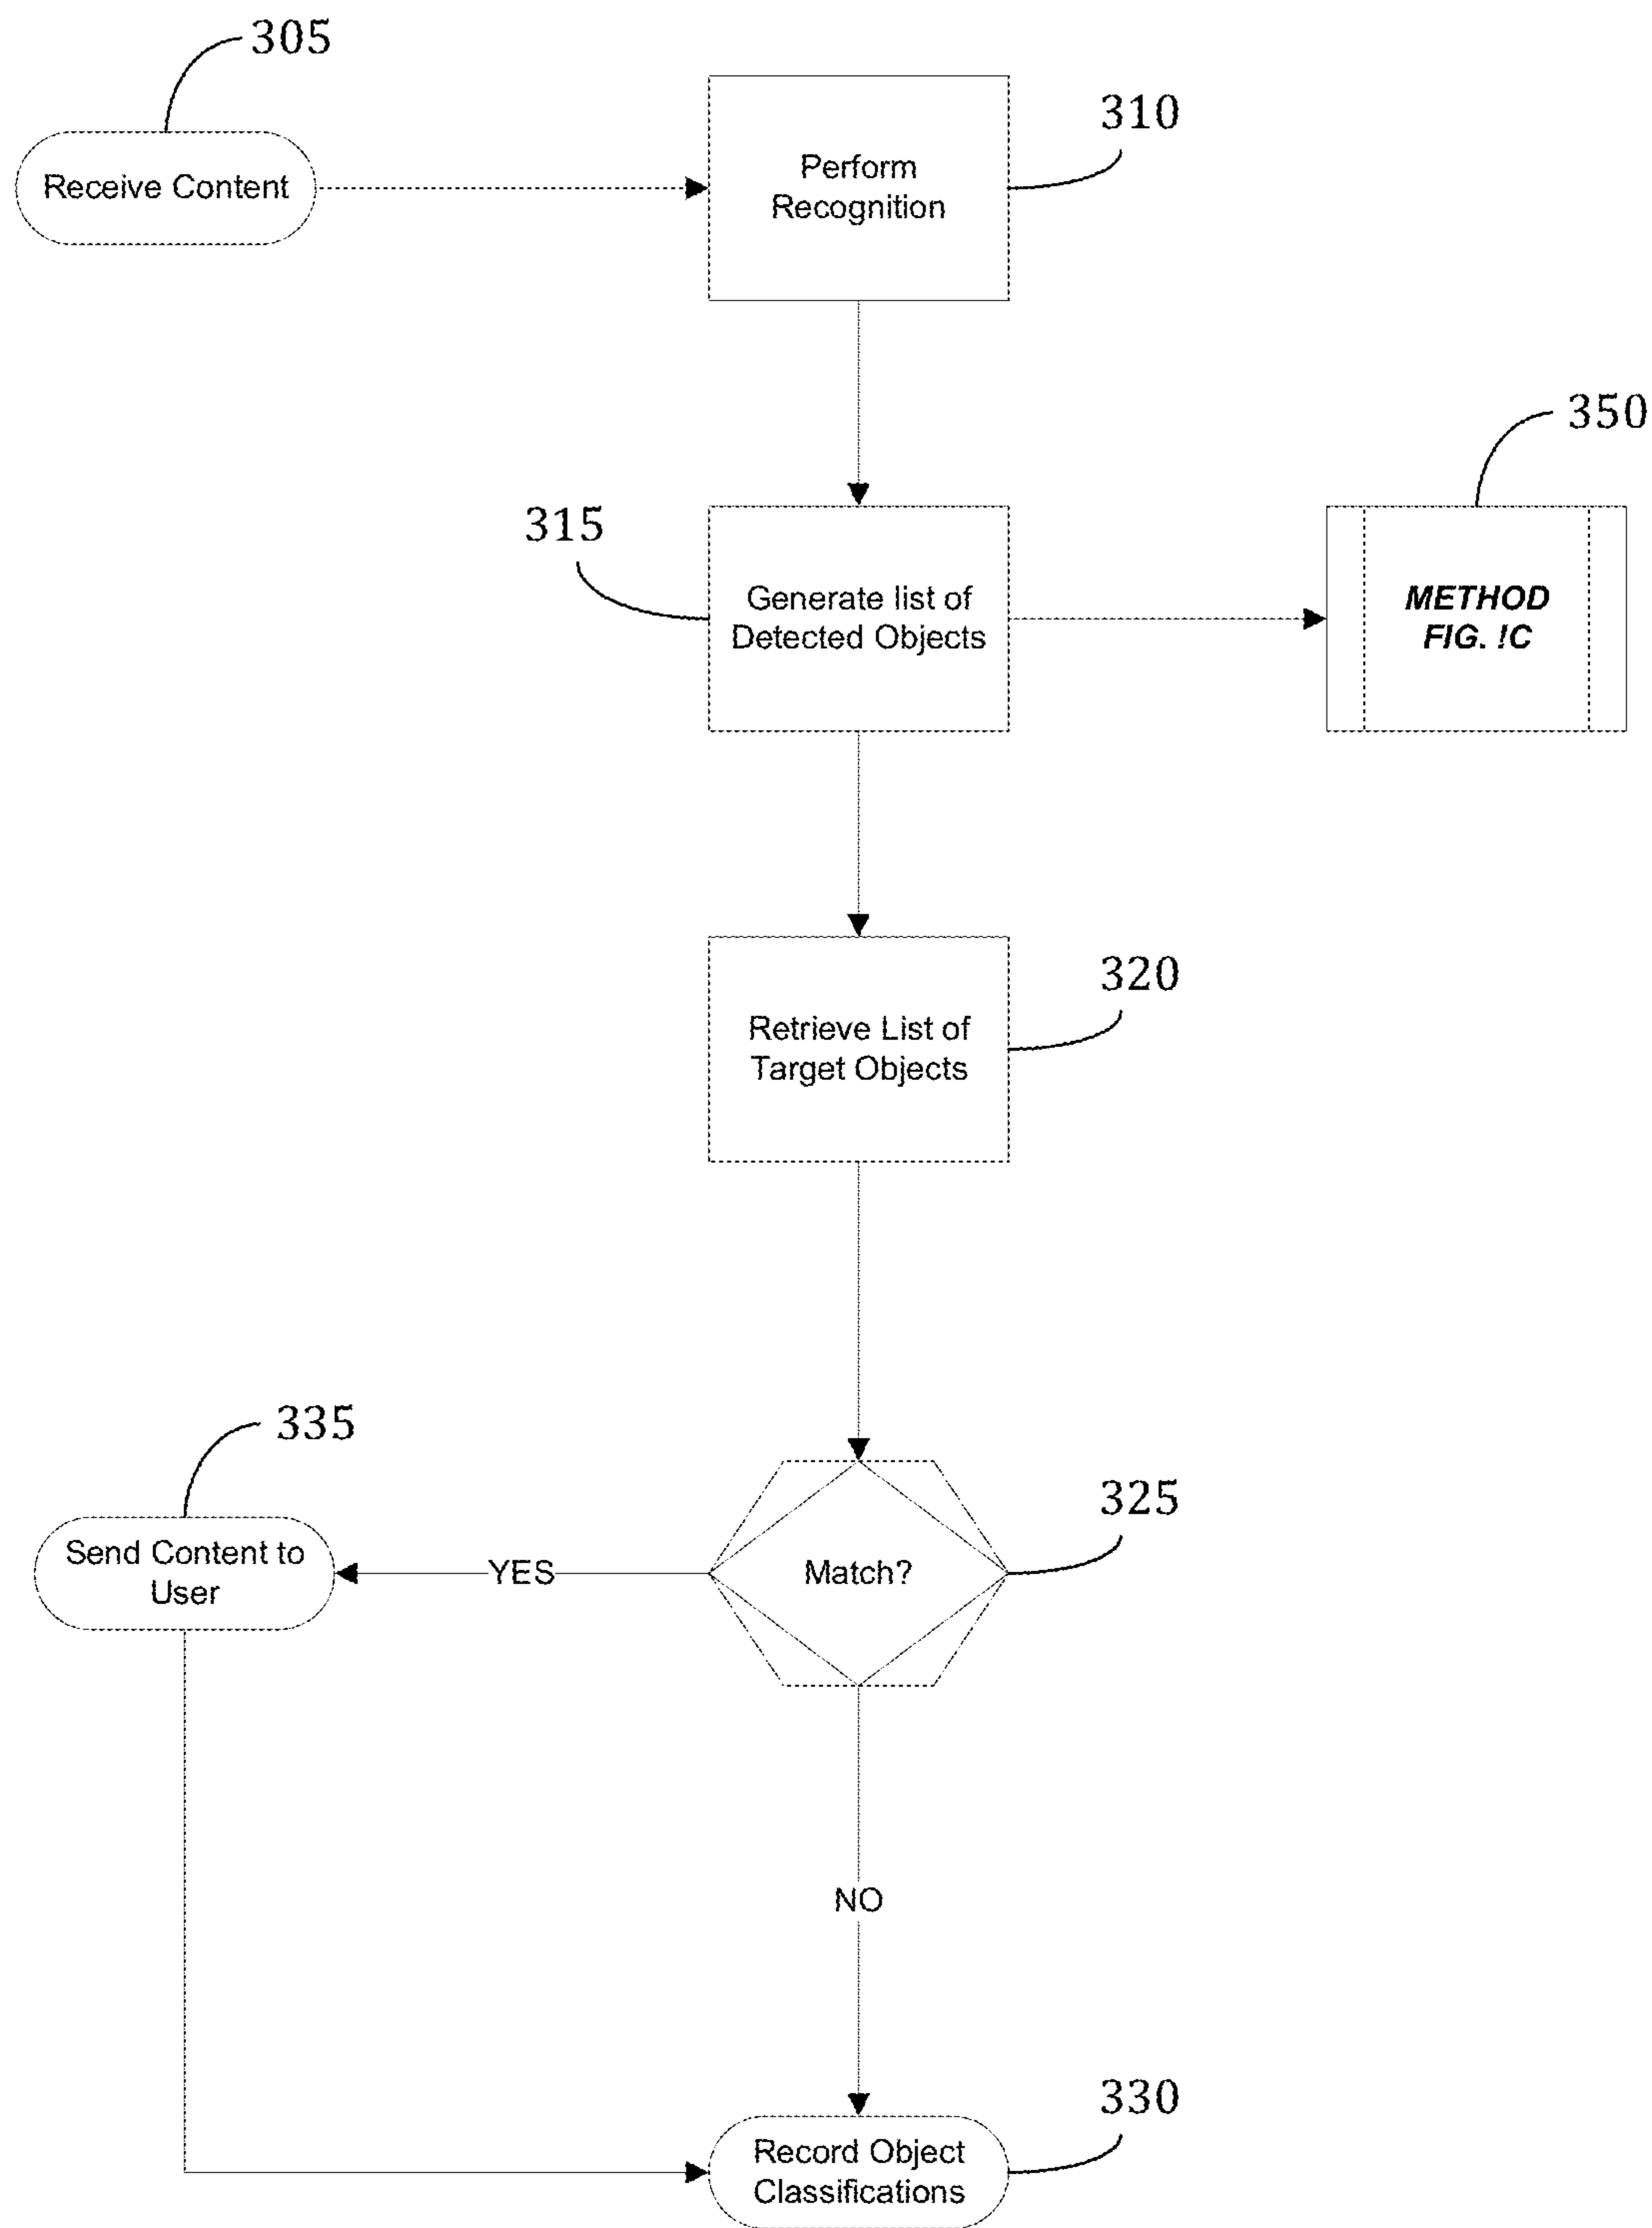 305
Receive Content
310
Perform
Recognition
350
315
Generate list of
Detected Objects
METHOD
FIG. !C
320
Retrieve List of
Target Objects
335
325
Send Content to
User
YES
Match?
NO
330
Record Object
Classifications